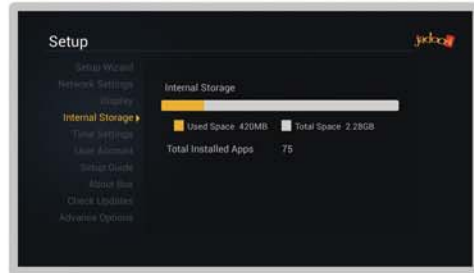 Setup
jadoo
Setup Wizard
Network Settings
Display
Internal Storage
Time Settings
User Account
Setup Guide
About Box
Check Updates
Advance Options
Internal Storage
Used Space 420MB
Total Space 2.28GB
Total Installed Apps 75